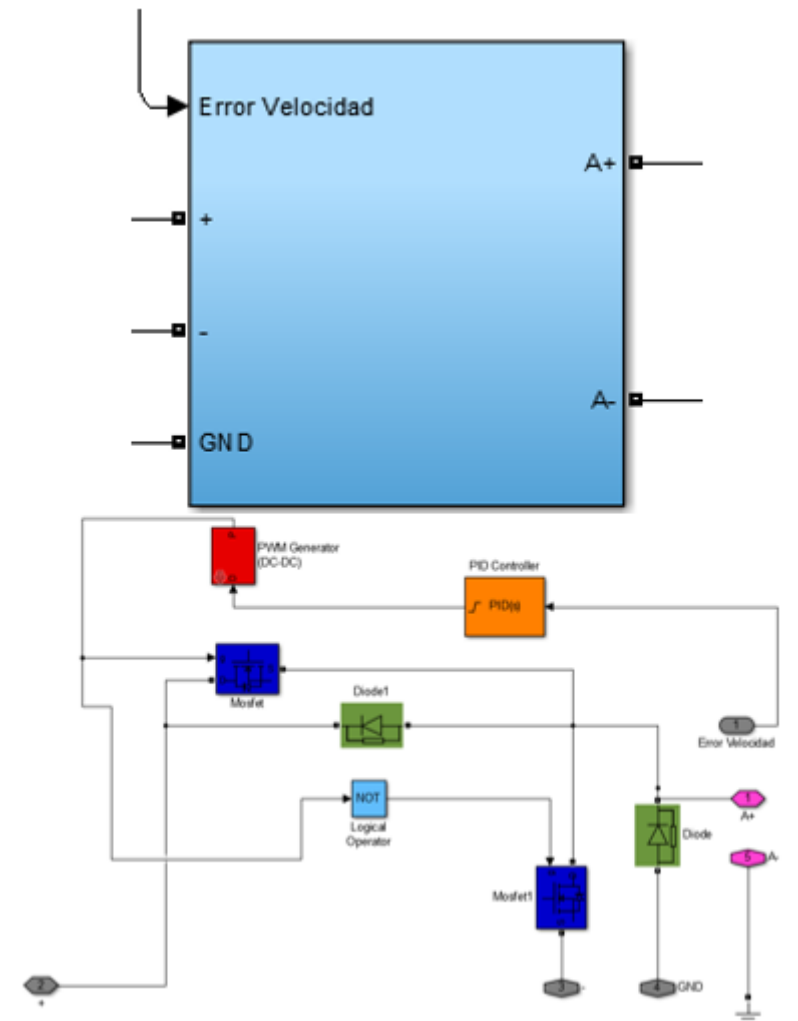 Error Velocidad
A+
+
-
A-
GND
PWM Generator
(DC-DC)
PID Controller
PID(s)
Mosfet
Diode1
1
Error Velocidad
NOT
Logical
Operator
1
A+
Diode
5
A-
Mosfet1
2
+
3
-
4
GND